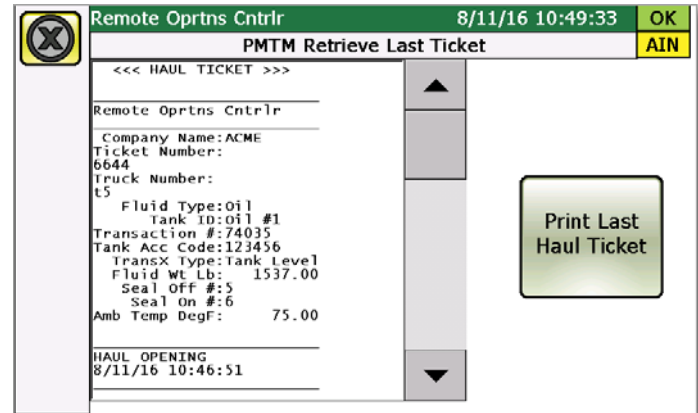 Remote Oprtns Cntrlr 8/11/16 10:49:33 OK
PMTM Retrieve Last Ticket AIN
<<< HAUL TICKET >>>
Remote Oprtns Cntrlr
Company Name:ACME
Ticket Number:
6644
Truck Number:
t5
Fluid Type:Oil
Tank ID:Oil #1
Transaction #:74035
Tank Acc Code:123456
TransX Type:Tank Level
Fluid Wt Lb: 1537.00
Seal Off #:5
Seal On #:6
Amb Temp DegF: 75.00
HAUL OPENING
8/11/16 10:46:51
Print Last
Haul Ticket